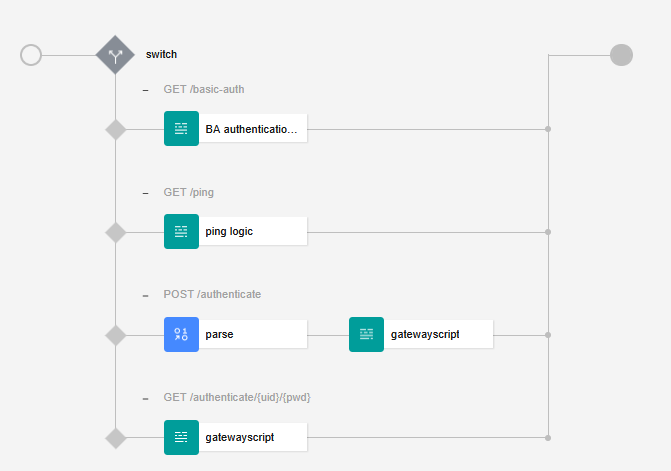 switch
GET /basic-auth
BA authenticatio...
GET /ping
ping logic
POST /authenticate
parse
gatewayscript
GET /authenticate/{uid}/{pwd}
gatewayscript